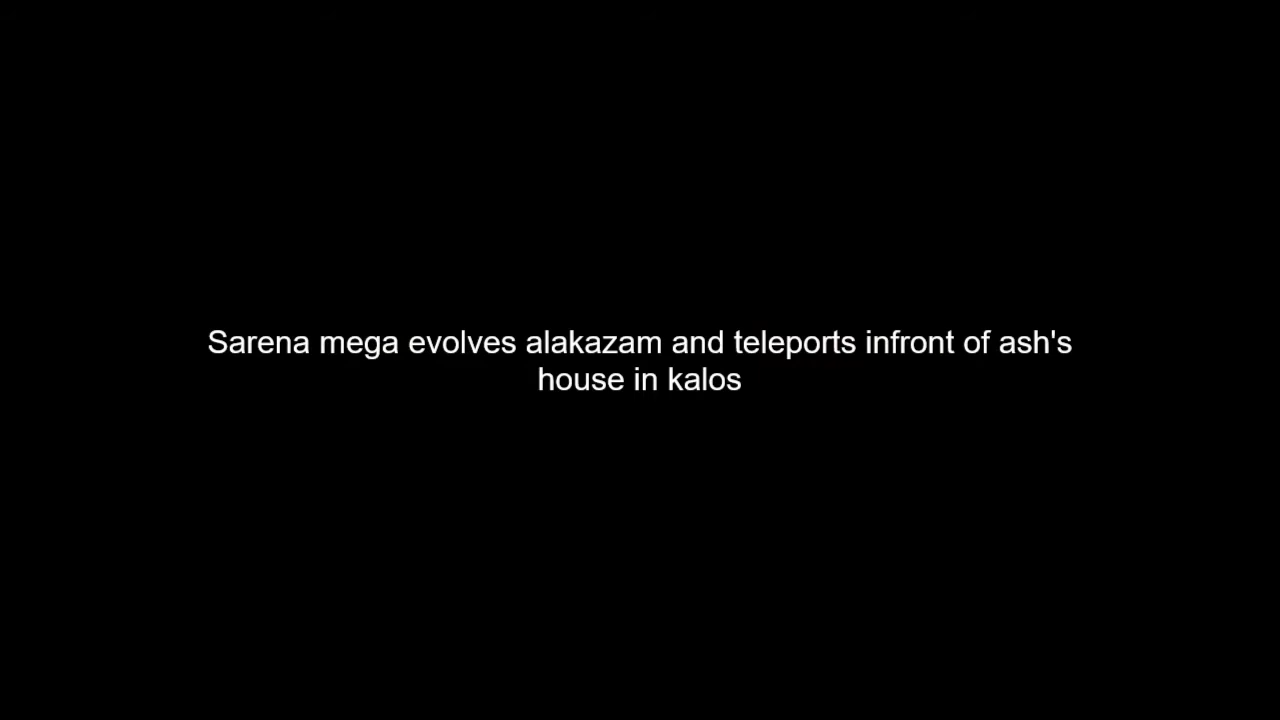 Sarena mega evolves alakazam and teleports infront of ash's
house in kalos